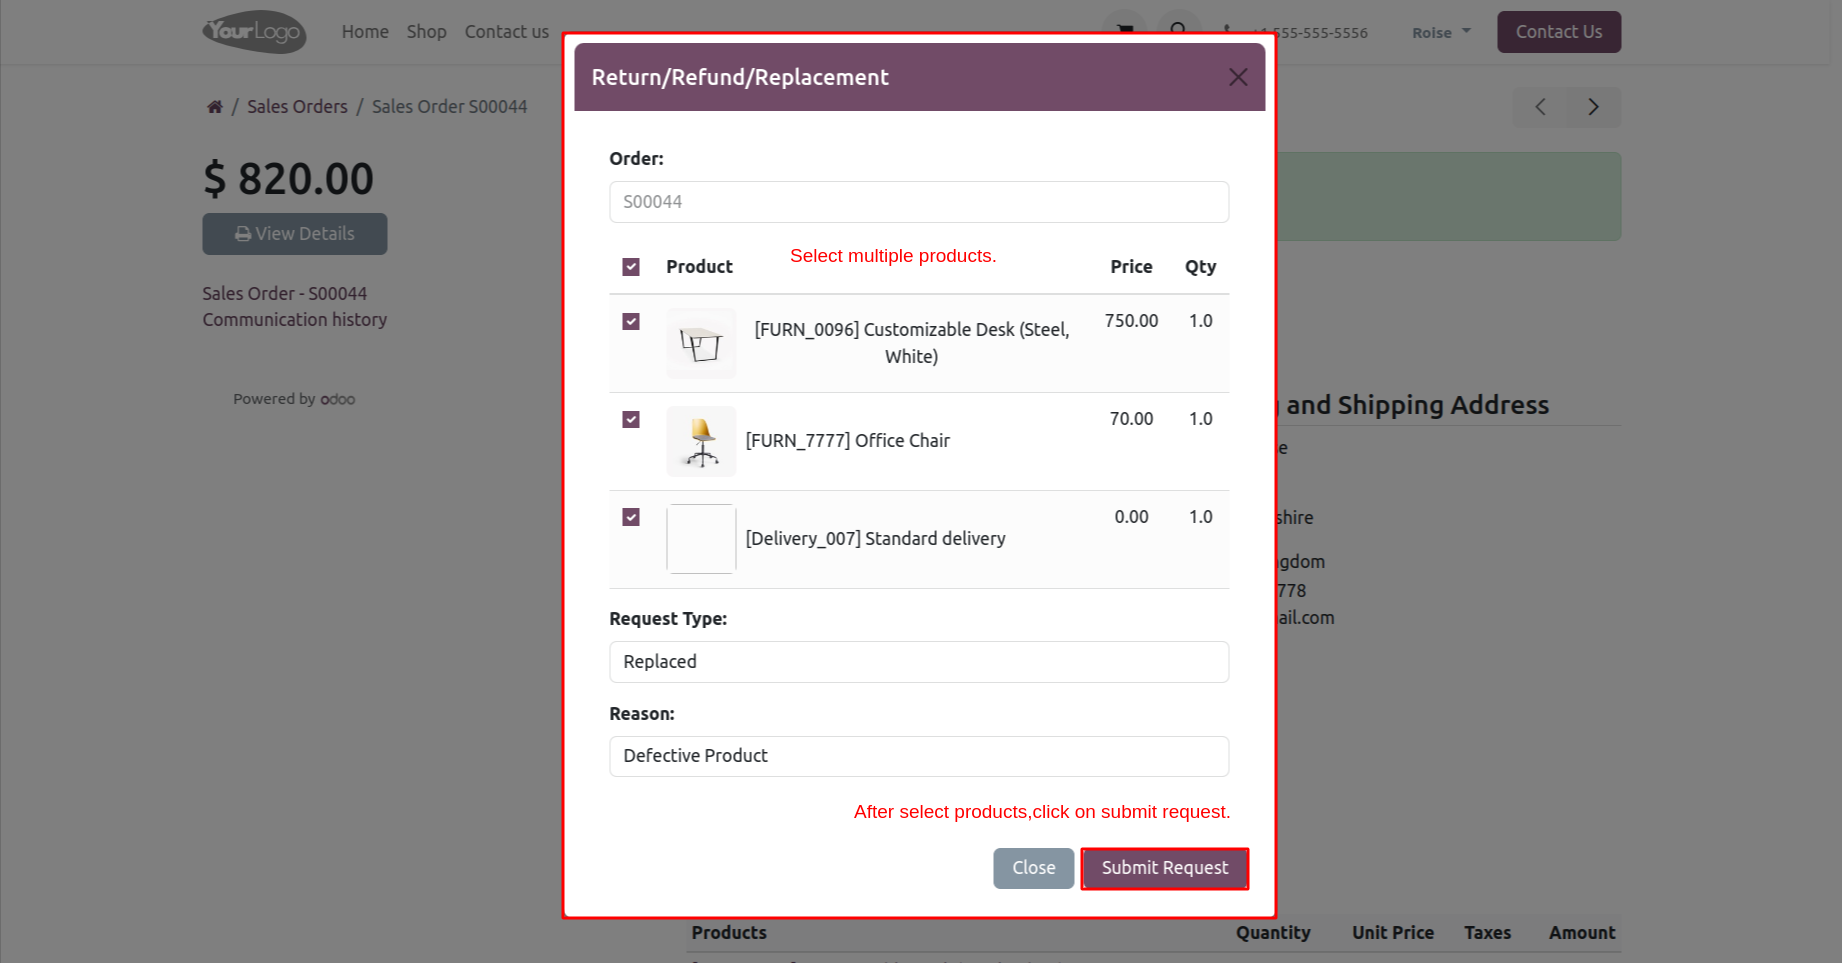 YourLogo
Home Shop Contact us
555-555-5556 Roise Contact Us
/ Sales Orders / Sales Order S00044
$ 820.00
View Details
Sales Order - S00044
Communication history
Powered by odoo
Return/Refund/Replacement
Order:
S00044
Select multiple products.
Product Price Qty
[FURN_0096] Customizable Desk (Steel, White) 750.00 1.0
[FURN_7777] Office Chair 70.00 1.0
[Delivery_007] Standard delivery 0.00 1.0
Request Type:
Replaced
Reason:
Defective Product
After select products,click on submit request.
Close Submit Request
and Shipping Address
shire
gdom
778
ail.com
Products Quantity Unit Price Taxes Amount